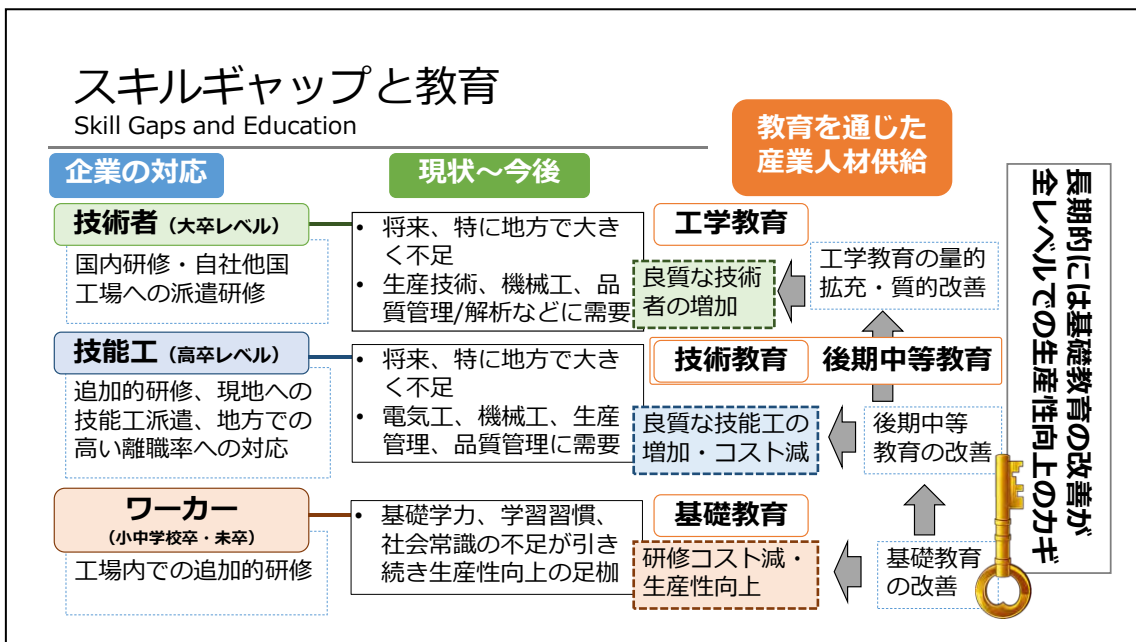 スキルギャップと教育
Skill Gaps and Education
教育を通じた
産業人材供給
企業の対応
現状～今後
技術者（大卒レベル）
国内研修・自社他国
工場への派遣研修
• 将来、特に地方で大き
く不足
• 生産技術、機械工、品
質管理/解析などに需要
工学教育
良質な技術
者の増加
工学教育の量的
拡充・質的改善
技能工（高卒レベル）
追加的研修、現地への
技能工派遣、地方での
高い離職率への対応
• 将来、特に地方で大き
く不足
• 電気工、機械工、生産
管理、品質管理に需要
技術教育 後期中等教育
良質な技能工の
増加・コスト減
後期中等
教育の改善
ワーカー
（小中学校卒・未卒）
工場内での追加的研修
• 基礎学力、学習習慣、
社会常識の不足が引き
続き生産性向上の足枷
基礎教育
研修コスト減・
生産性向上
基礎教育
の改善
長期的には基礎教育の改善が
全レベルでの生産性向上のカギ